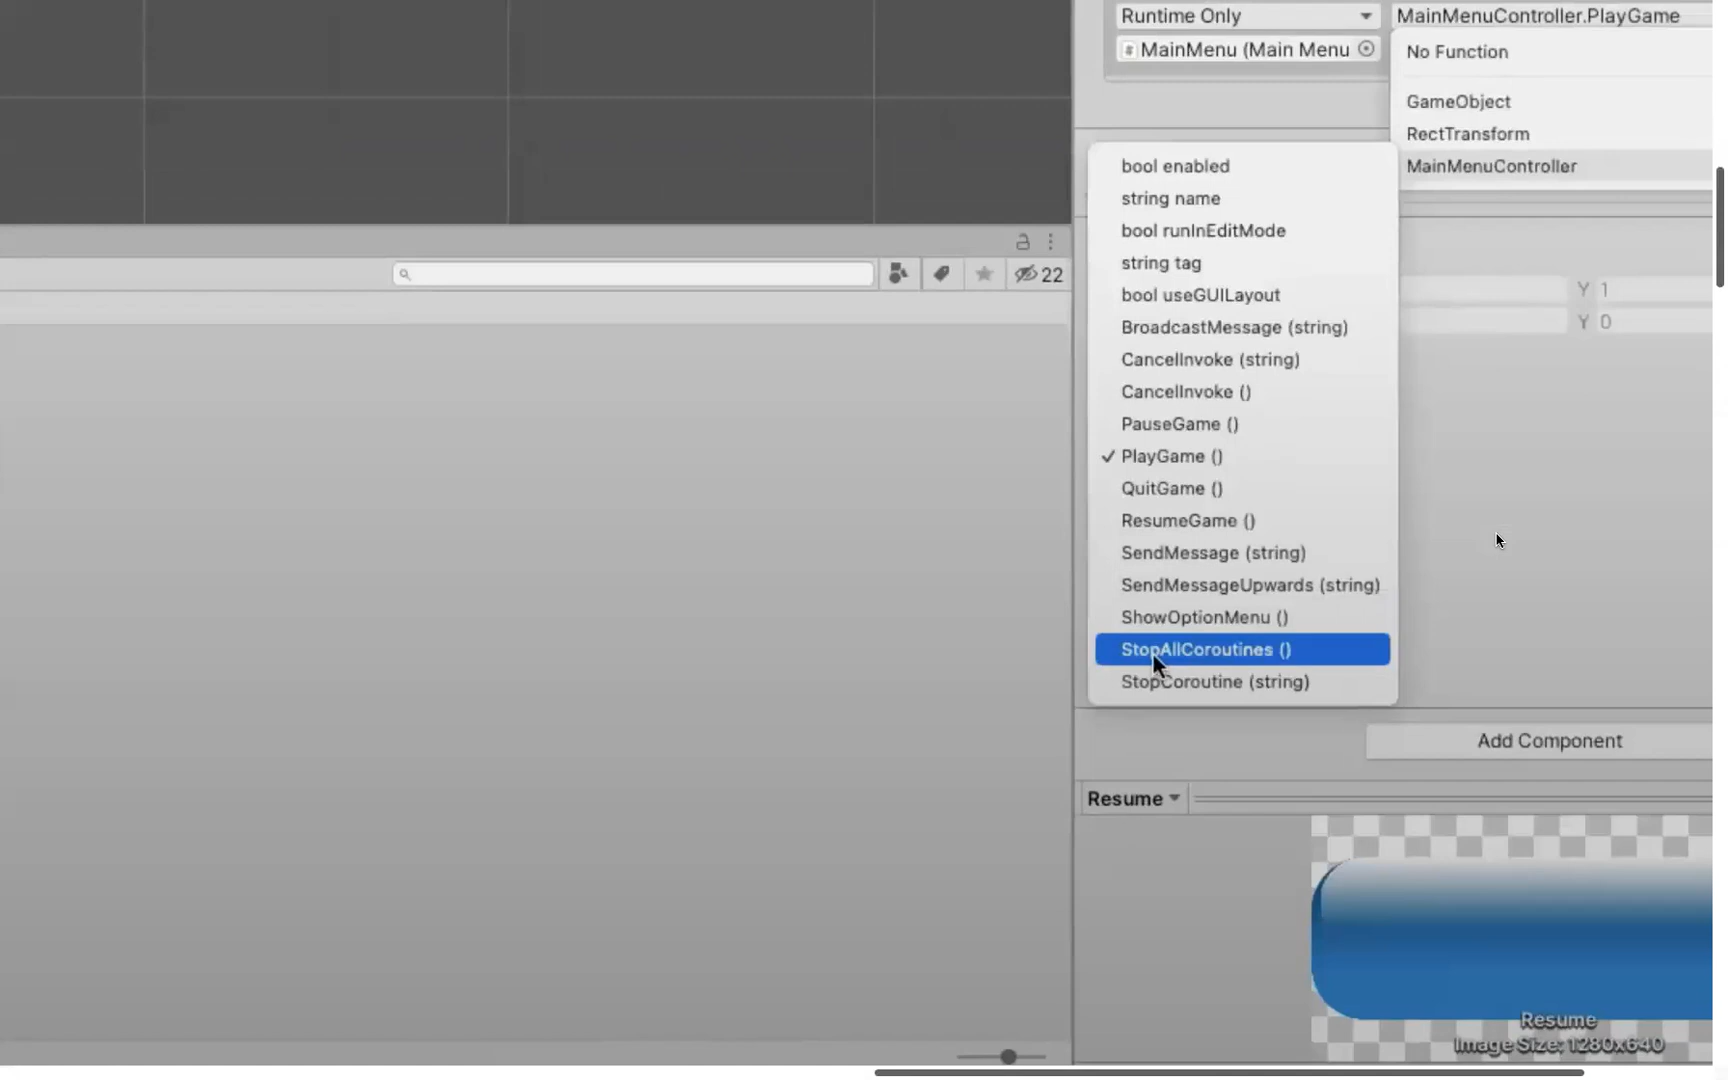 Runtime Only
MainMenuController.PlayGame
MainMenu (Main Menu
No Function
GameObject
RectTransform
MainMenuController
bool enabled
string name
bool runInEditMode
string tag
bool useGUILayout
BroadcastMessage (string)
CancelInvoke (string)
CancelInvoke ()
PauseGame ()
PlayGame ()
QuitGame ()
ResumeGame ()
SendMessage (string)
SendMessageUpwards (string)
ShowOptionMenu ()
StopAllCoroutines ()
StopCoroutine (string)
22
Y 1
Y 0
Add Component
Resume
Resume
Image Size: 1280x640